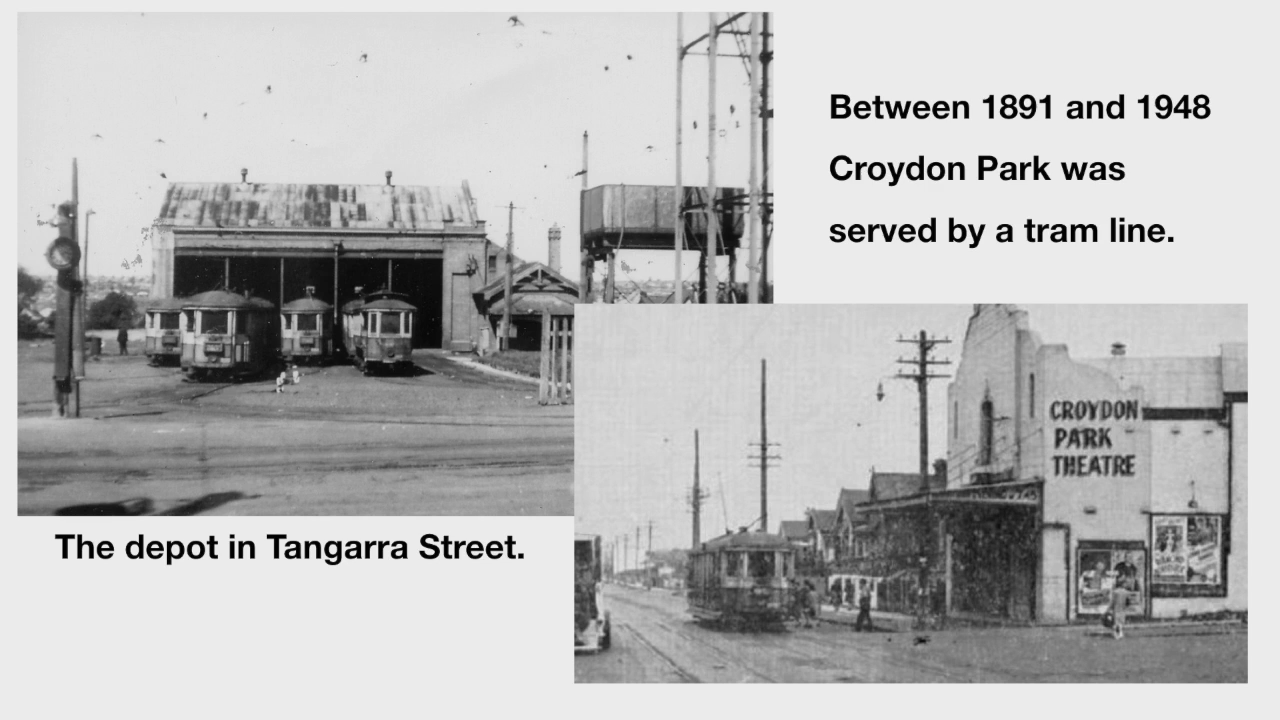 Between 1891 and 1948
Croydon Park was
served by a tram line.
The depot in Tangarra Street.
CROYDON
PARK
THEATRE